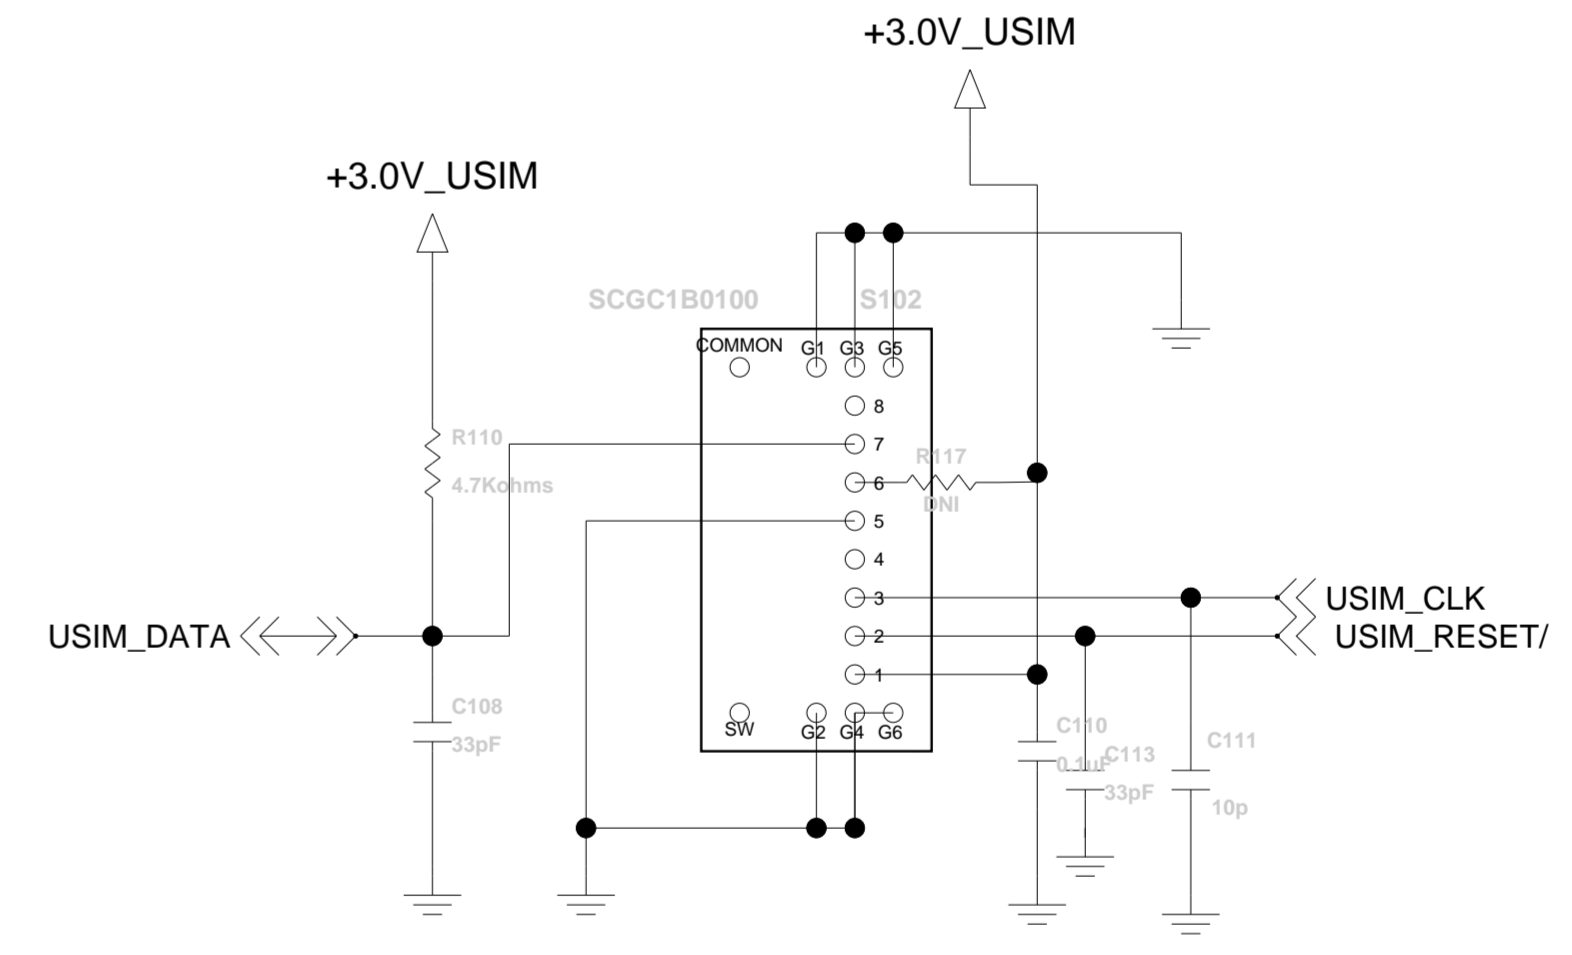 +3.0V_USIM
+3.0V_USIM
SCGC1B0100
S102
COMMON
G1
G3
G5
8
7
6
5
4
3
2
1
SW
G2
G4
G6
R110
4.7Kohms
R117
DNI
USIM_DATA
USIM_CLK
USIM_RESET/
C108
33pF
C110
0.1uF
C113
33pF
C111
10p